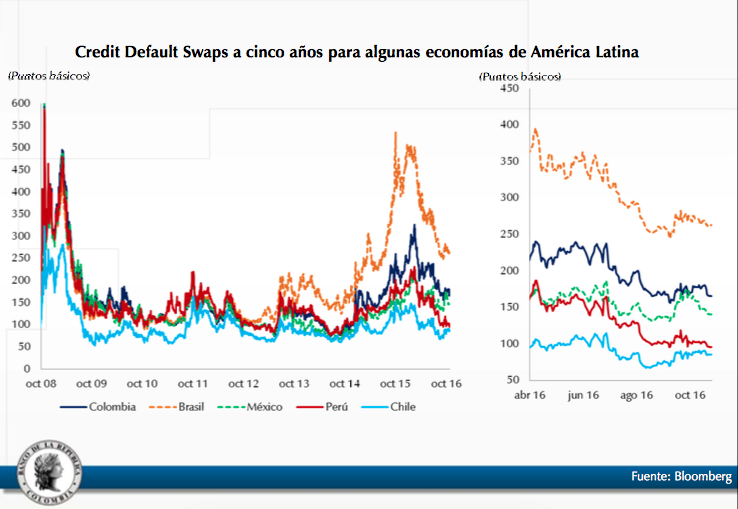 Credit Default Swaps a cinco años para algunas economías de América Latina
(Puntos básicos)
600
550
500
450
400
350
300
250
200
150
100
50
0
oct 08
oct 09
oct 10
oct 11
oct 12
oct 13
oct 14
oct 15
oct 16
Colombia
Brasil
México
Perú
Chile
(Puntos básicos)
450
400
350
300
250
200
150
100
50
abr 16
jun 16
ago 16
oct 16
BANCO DE LA REPUBLICA
COLOMBIA
Fuente: Bloomberg